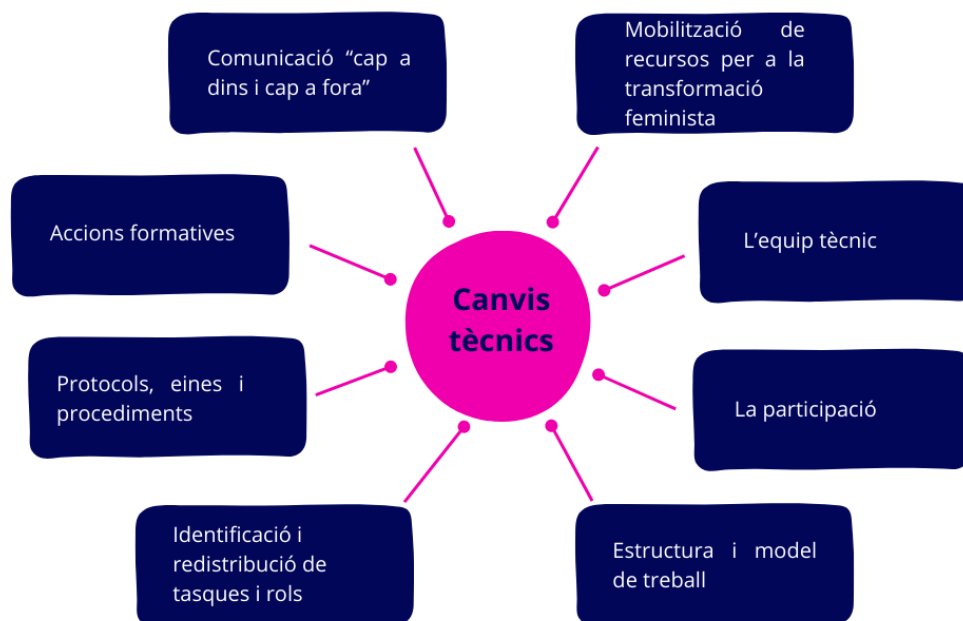 Comunicació “cap a
dins i cap a fora”
Mobilització de
recursos per a la
transformació
feminista
Accions formatives
L’equip tècnic
Canvis
tècnics
Protocols, eines i
procediments
La participació
Identificació i
redistribució de
tasques i rols
Estructura i model
de treball